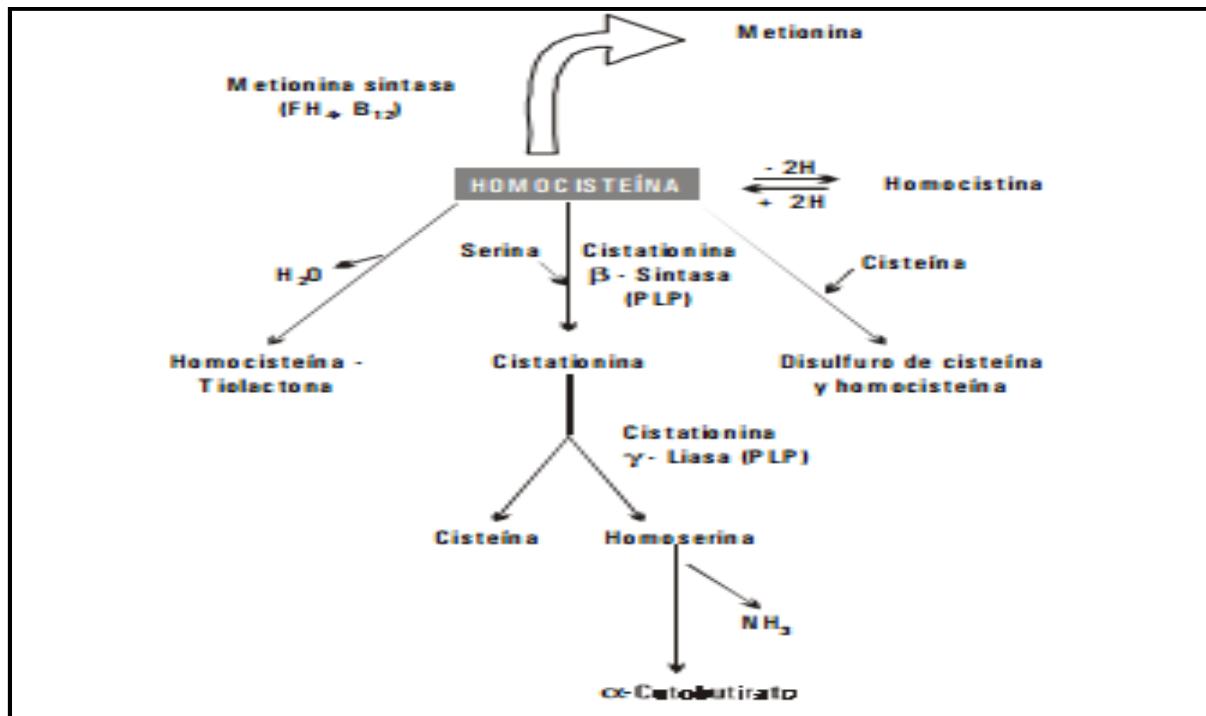 Metionina
Metionina sintasa
(FH₄, B₁₂)
HOMOCISTEÍNA
- 2H
+ 2H
Homocistina
H₂O
Serina
Cistationina
β - Sintasa
(PLP)
Cisteína
Homocisteína -
Tiolactona
Cistationina
Disulfuro de cisteína
y homocisteína
Cistationina
γ - Liasa (PLP)
Cisteína
Homoserina
NH₃
α-Cetobutirato